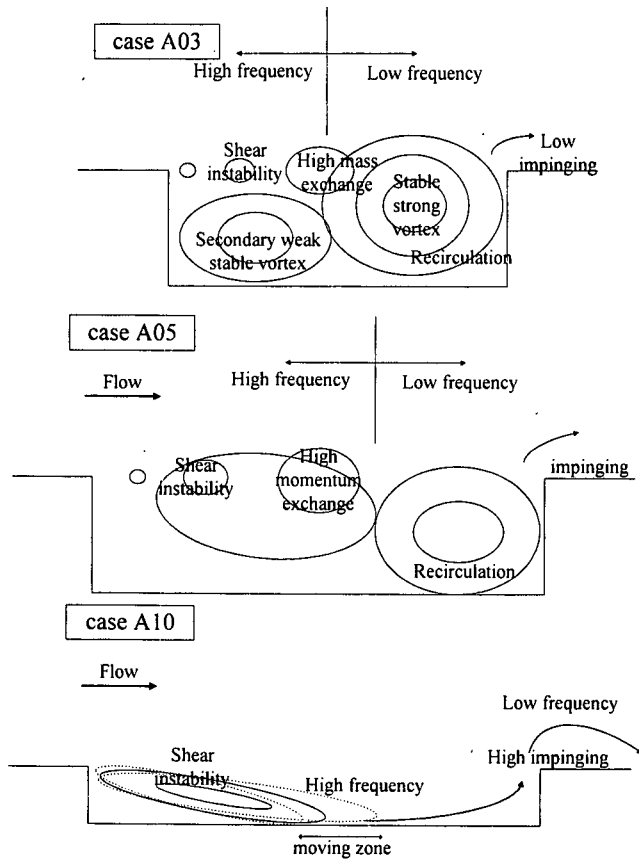 case A03
High frequency
Low frequency
Shear
instability
High mass
exchange
Low
impinging
Stable
strong
vortex
Secondary weak
stable vortex
Recirculation
case A05
High frequency
Low frequency
Flow
Shear
instability
High
momentum
exchange
impinging
Recirculation
case A10
Flow
Low frequency
Shear
instability
High frequency
High impinging
moving zone